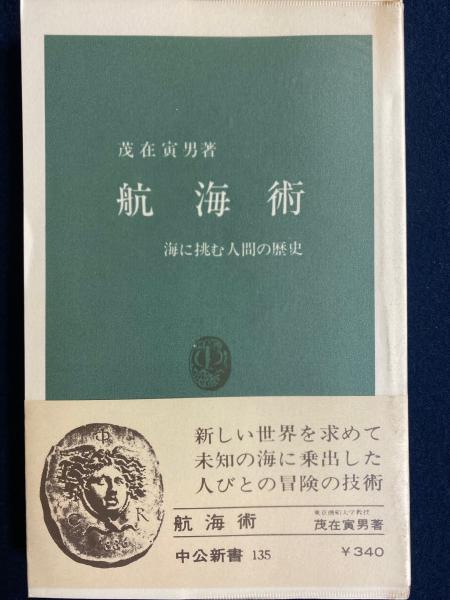 茂在寅男著
航海術
海に挑む人間の歴史
新しい世界を求めて
未知の海に乗出した
人びとの冒険の技術
航海術
東京商船大学教授
茂在寅男著
中公新書 135
¥340